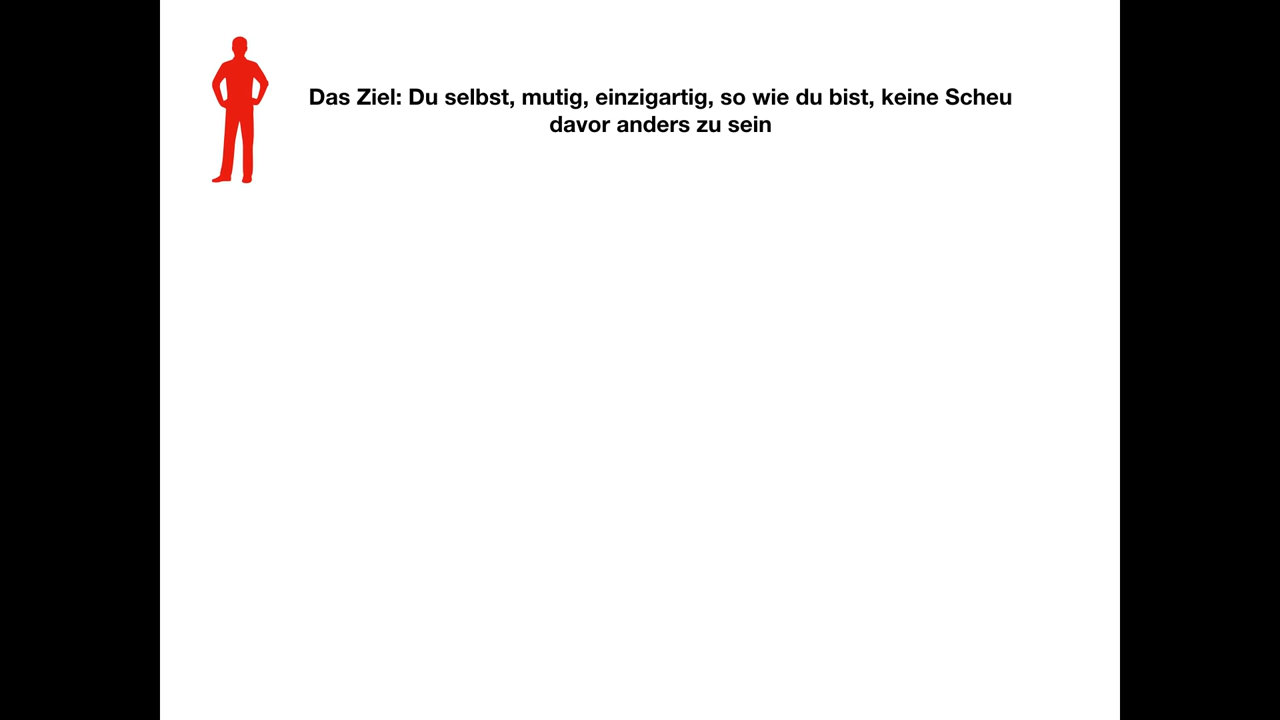 Das Ziel: Du selbst, mutig, einzigartig, so wie du bist, keine Scheu
davor anders zu sein